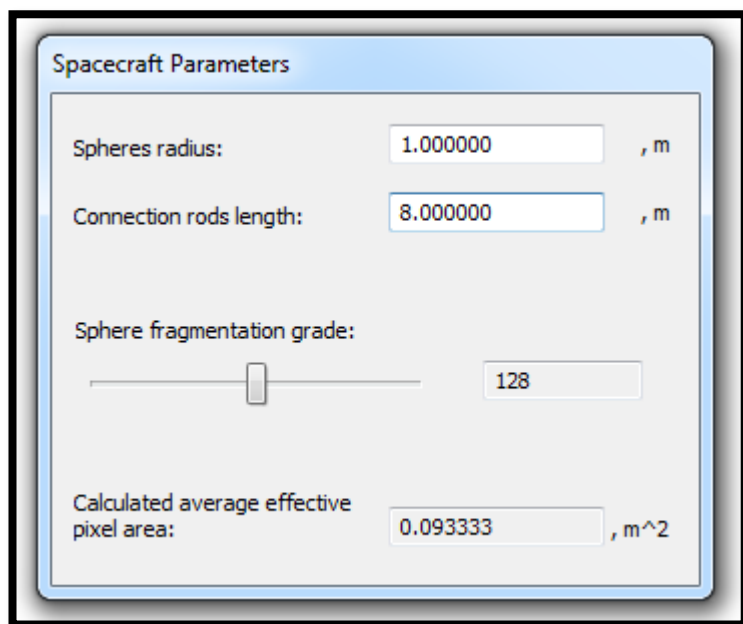 Spacecraft Parameters
Spheres radius: 1.000000 , m
Connection rods length: 8.000000 , m
Sphere fragmentation grade:
128
Calculated average effective
pixel area: 0.093333 , m^2